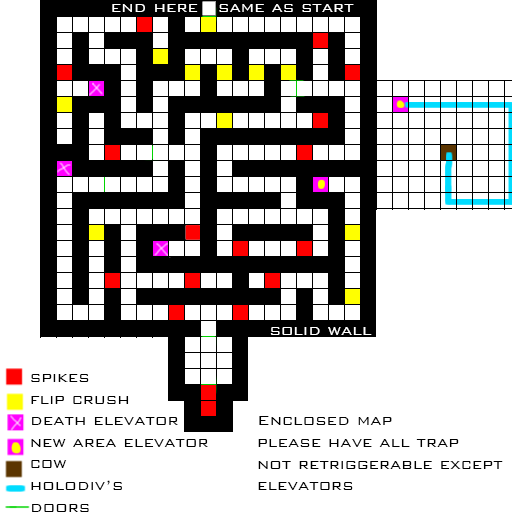 END HERE SAME AS START
SOLID WALL
SPIKES
FLIP CRUSH
DEATH ELEVATOR
NEW AREA ELEVATOR
COW
HOLODIV'S
DOORS
ENCLOSED MAP
PLEASE HAVE ALL TRAP
NOT RETRIGGERABLE EXCEPT
ELEVATORS